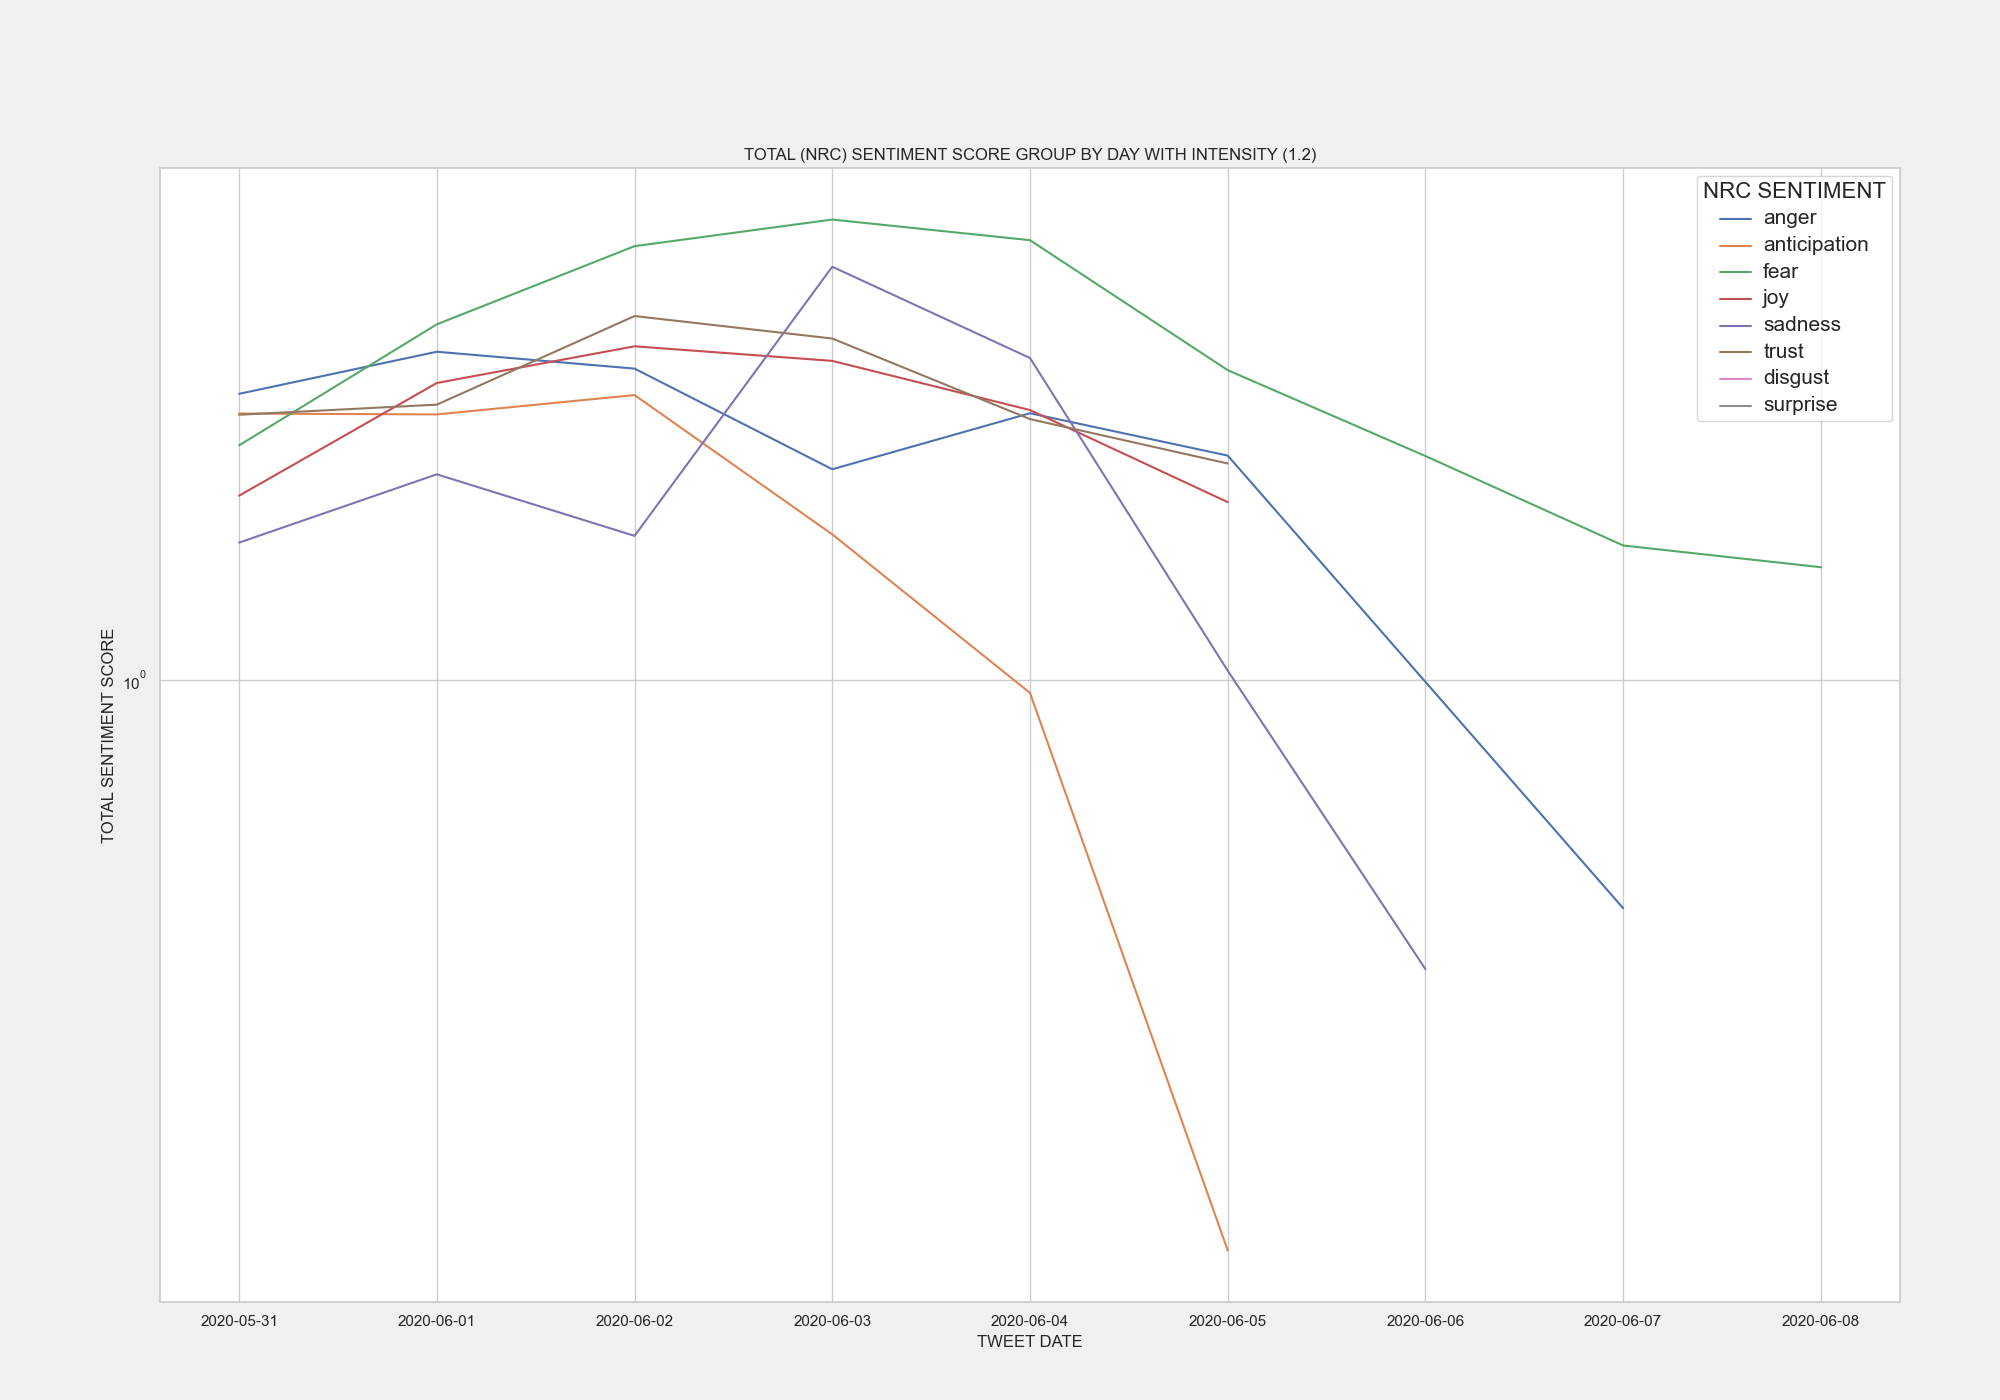 TOTAL (NRC) SENTIMENT SCORE GROUP BY DAY WITH INTENSITY (1.2)
NRC SENTIMENT
anger
anticipation
fear
joy
sadness
trust
disgust
surprise
TOTAL SENTIMENT SCORE
10⁰
2020-05-31 2020-06-01 2020-06-02 2020-06-03 2020-06-04 2020-06-05 2020-06-06 2020-06-07 2020-06-08
TWEET DATE